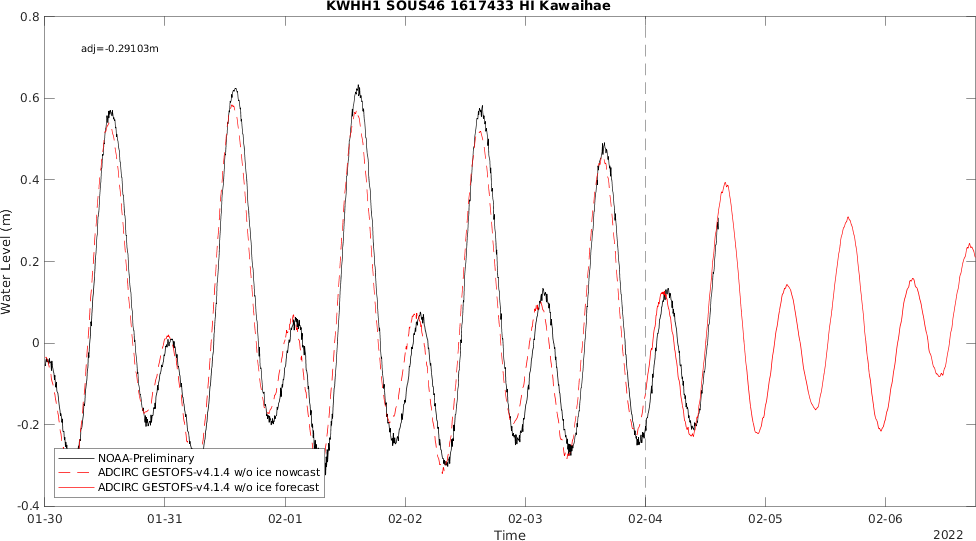 KWHH1 SOUS46 1617433 HI Kawaihae
adj=-0.29103m
0.8
0.6
0.4
0.2
0
-0.2
-0.4
Water Level (m)
NOAA-Preliminary
ADCIRC GESTOFS-v4.1.4 w/o ice nowcast
ADCIRC GESTOFS-v4.1.4 w/o ice forecast
01-30 01-31 02-01 02-02 02-03 02-04 02-05 02-06
Time
2022